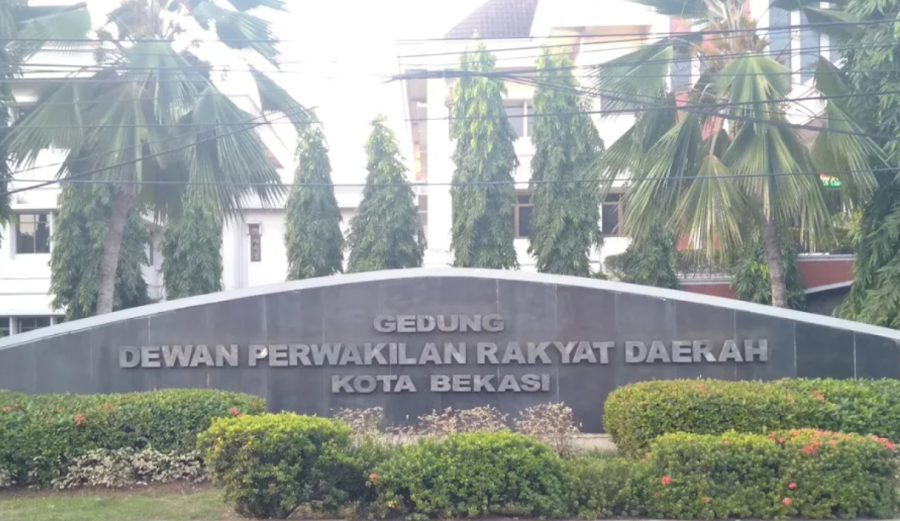 GEDUNG
DEWAN PERWAKILAN RAKYAT DAERAH
KOTA BEKASI